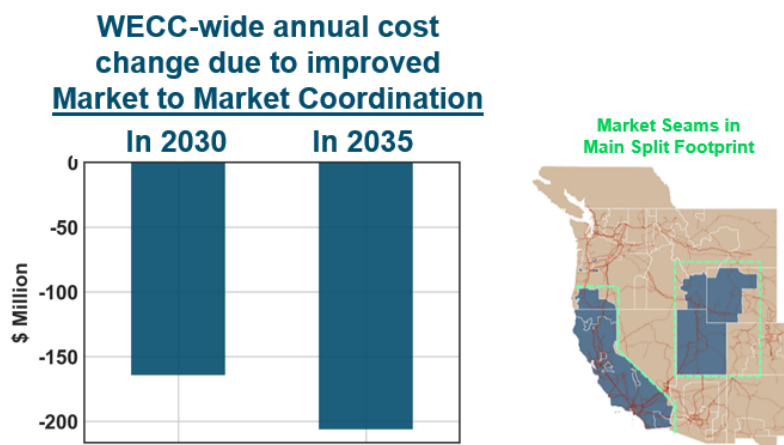 WECC-wide annual cost
change due to improved
Market to Market Coordination
In 2030 In 2035
0
-50
-100
-150
-200
$ Million
Market Seams in
Main Split Footprint